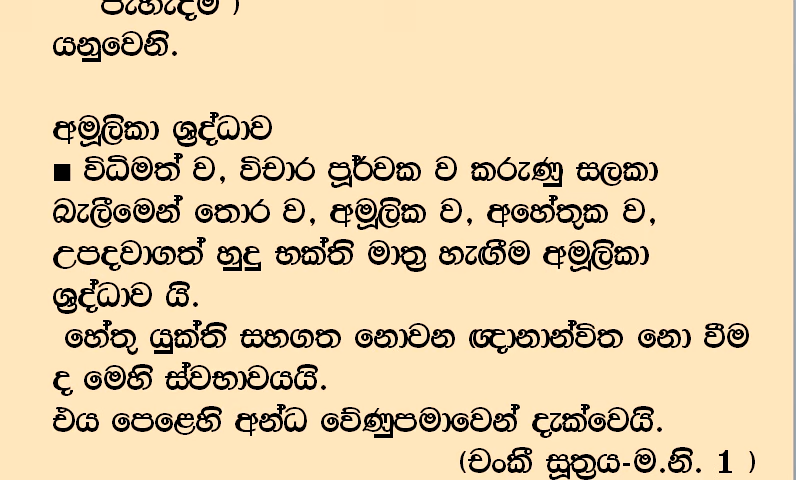 පැහැදීම )
යනුවෙනි.
අමූලිකා ශ්‍රද්ධාව
■ විධිමත් ව, විචාර පූර්වක ව කරුණු සලකා
බැලීමෙන් තොර ව, අමූලික ව, අහේතුක ව,
උපදවාගත් හුදු භක්ති මාත්‍ර හැඟීම අමූලිකා
ශ්‍රද්ධාව යි.
හේතු යුක්ති සහගත නොවන ඥානාන්විත නො වීම
ද මෙහි ස්වභාවයයි.
එය පෙළෙහි අන්ධ වේණුපමාවෙන් දැක්වෙයි.
(චංකී සූත්‍රය-ම.නි. 1 )